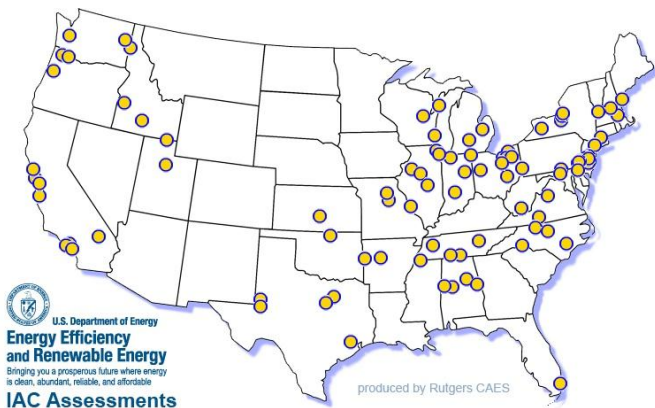 U.S. Department of Energy
Energy Efficiency
and Renewable Energy
Bringing you a prosperous future where energy
is clean, abundant, reliable, and affordable
IAC Assessments
produced by Rutgers CAES